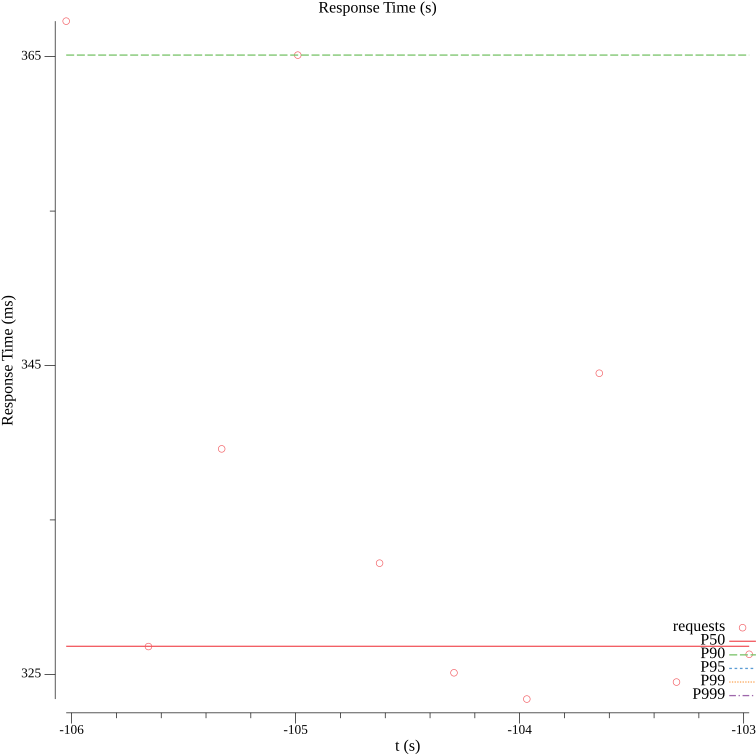 Response Time (s)
365
345
325
Response Time (ms)
requests
P50
P90
P95
P99
P999
-106
-105
-104
-103
t (s)